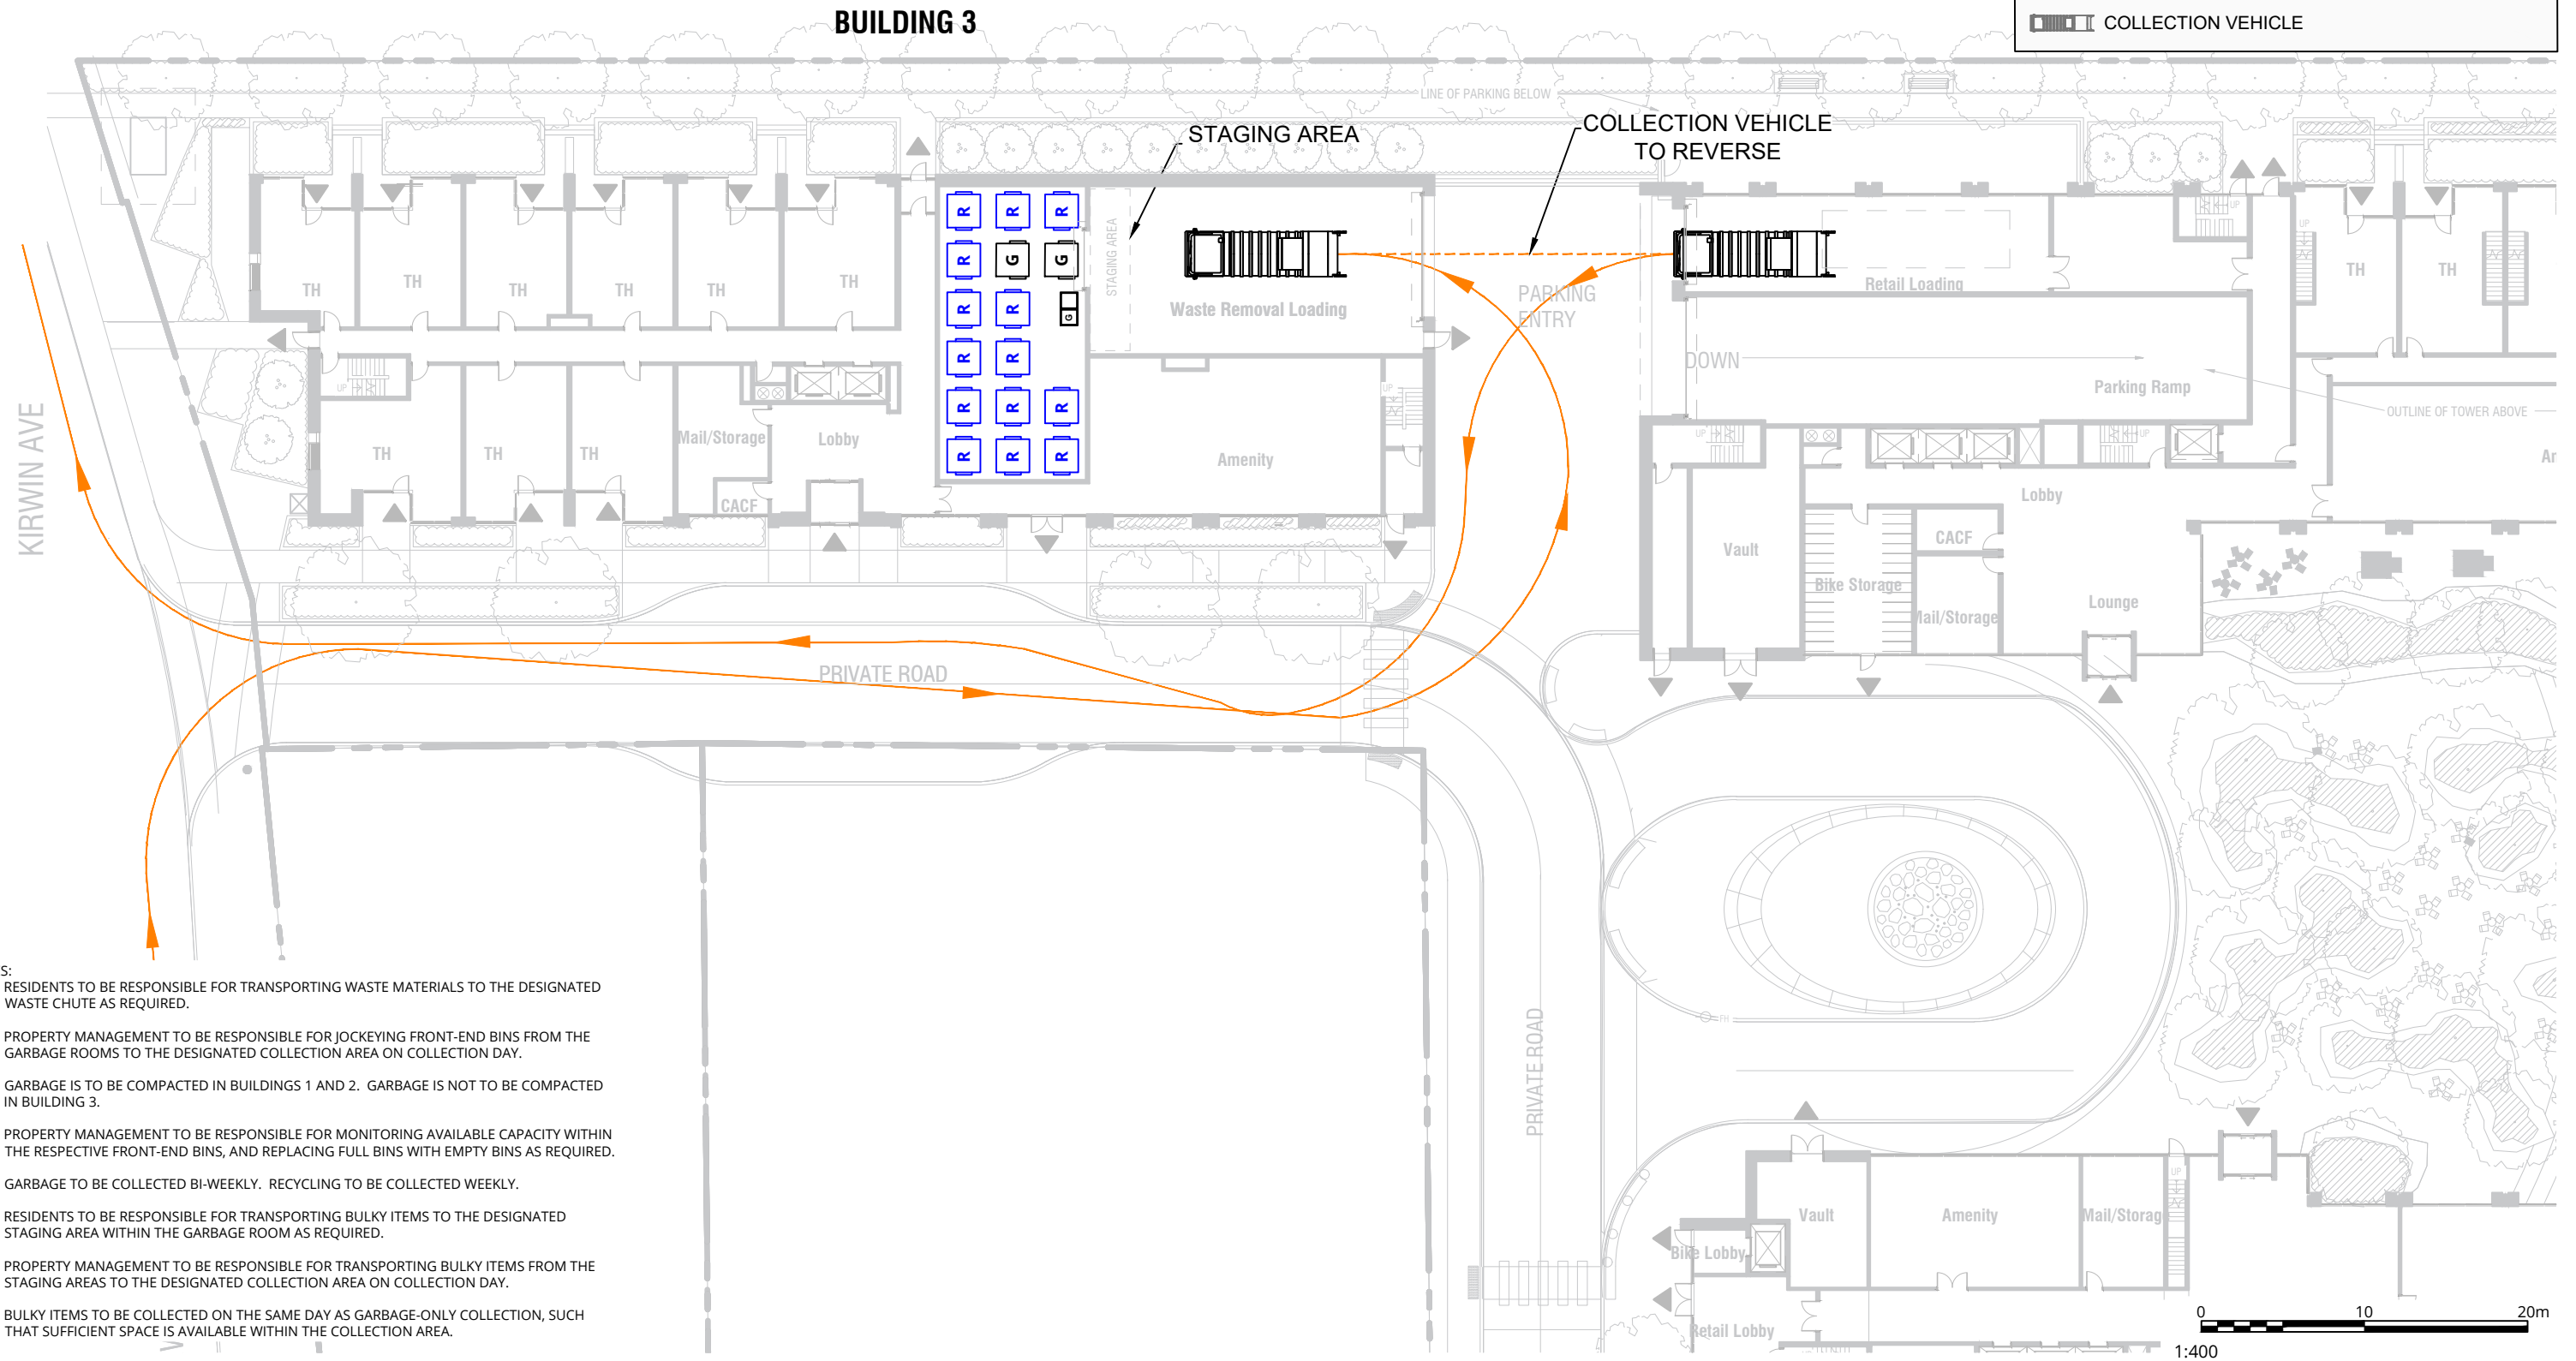 BUILDING 3
COLLECTION VEHICLE
LINE OF PARKING BELOW
STAGING AREA
COLLECTION VEHICLE
TO REVERSE
R
R
R
R
G
G
R
R
G
R
R
R
R
R
R
R
R
STAGING AREA
Waste Removal Loading
PARKING
ENTRY
Retail Loading
UP
UP
TH
TH
TH
TH
TH
TH
TH
TH
DOWN
Parking Ramp
OUTLINE OF TOWER ABOVE
UP
UP
UP
UP
TH
TH
TH
Mail/Storage
Lobby
CACF
Amenity
KIRWIN AVE
Lobby
Vault
CACF
Bike Storage
Mail/Storage
Lounge
PRIVATE ROAD
PRIVATE ROAD
FH
S:
RESIDENTS TO BE RESPONSIBLE FOR TRANSPORTING WASTE MATERIALS TO THE DESIGNATED
WASTE CHUTE AS REQUIRED.
PROPERTY MANAGEMENT TO BE RESPONSIBLE FOR JOCKEYING FRONT-END BINS FROM THE
GARBAGE ROOMS TO THE DESIGNATED COLLECTION AREA ON COLLECTION DAY.
GARBAGE IS TO BE COMPACTED IN BUILDINGS 1 AND 2. GARBAGE IS NOT TO BE COMPACTED
IN BUILDING 3.
PROPERTY MANAGEMENT TO BE RESPONSIBLE FOR MONITORING AVAILABLE CAPACITY WITHIN
THE RESPECTIVE FRONT-END BINS, AND REPLACING FULL BINS WITH EMPTY BINS AS REQUIRED.
GARBAGE TO BE COLLECTED BI-WEEKLY. RECYCLING TO BE COLLECTED WEEKLY.
RESIDENTS TO BE RESPONSIBLE FOR TRANSPORTING BULKY ITEMS TO THE DESIGNATED
STAGING AREA WITHIN THE GARBAGE ROOM AS REQUIRED.
PROPERTY MANAGEMENT TO BE RESPONSIBLE FOR TRANSPORTING BULKY ITEMS FROM THE
STAGING AREAS TO THE DESIGNATED COLLECTION AREA ON COLLECTION DAY.
BULKY ITEMS TO BE COLLECTED ON THE SAME DAY AS GARBAGE-ONLY COLLECTION, SUCH
THAT SUFFICIENT SPACE IS AVAILABLE WITHIN THE COLLECTION AREA.
Vault
Amenity
Mail/Storag
UP
Bike Lobby
Retail Lobby
0 10 20m
1:400